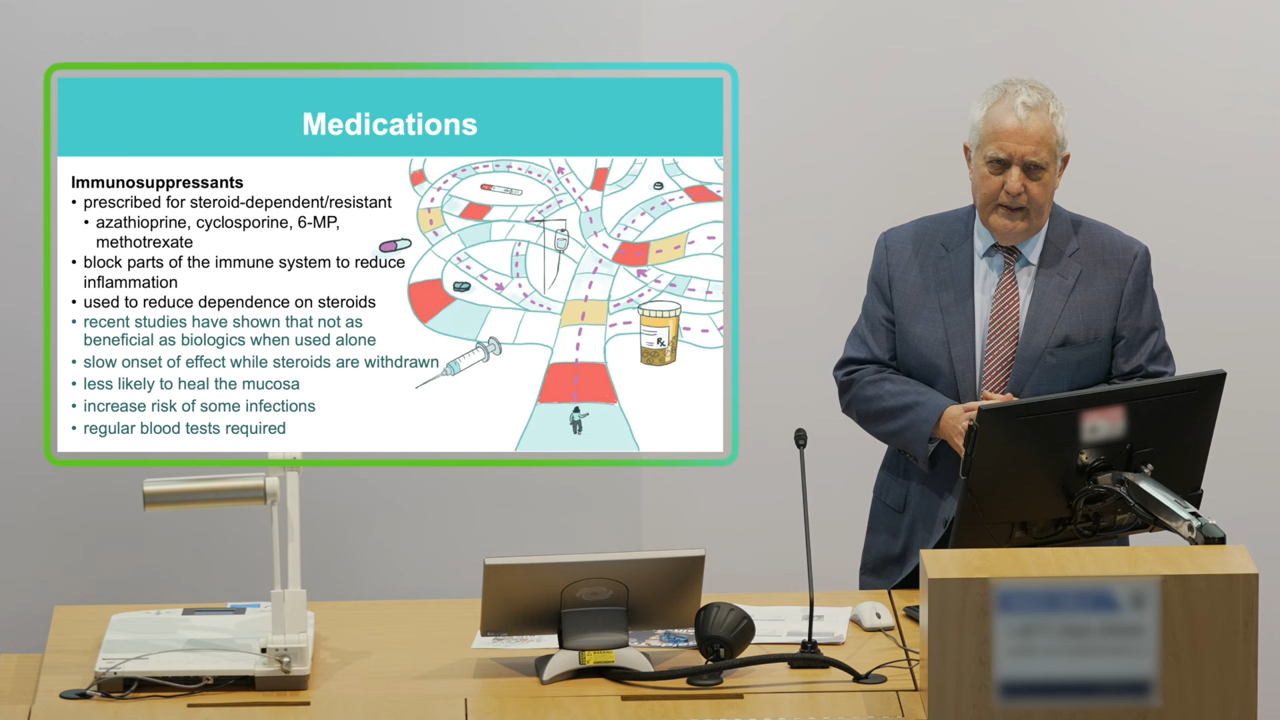 Medications
Immunosuppressants
• prescribed for steroid-dependent/resistant
• azathioprine, cyclosporine, 6-MP,
methotrexate
• block parts of the immune system to reduce
inflammation
• used to reduce dependence on steroids
• recent studies have shown that not as
beneficial as biologics when used alone
• slow onset of effect while steroids are withdrawn
• less likely to heal the mucosa
• increase risk of some infections
• regular blood tests required